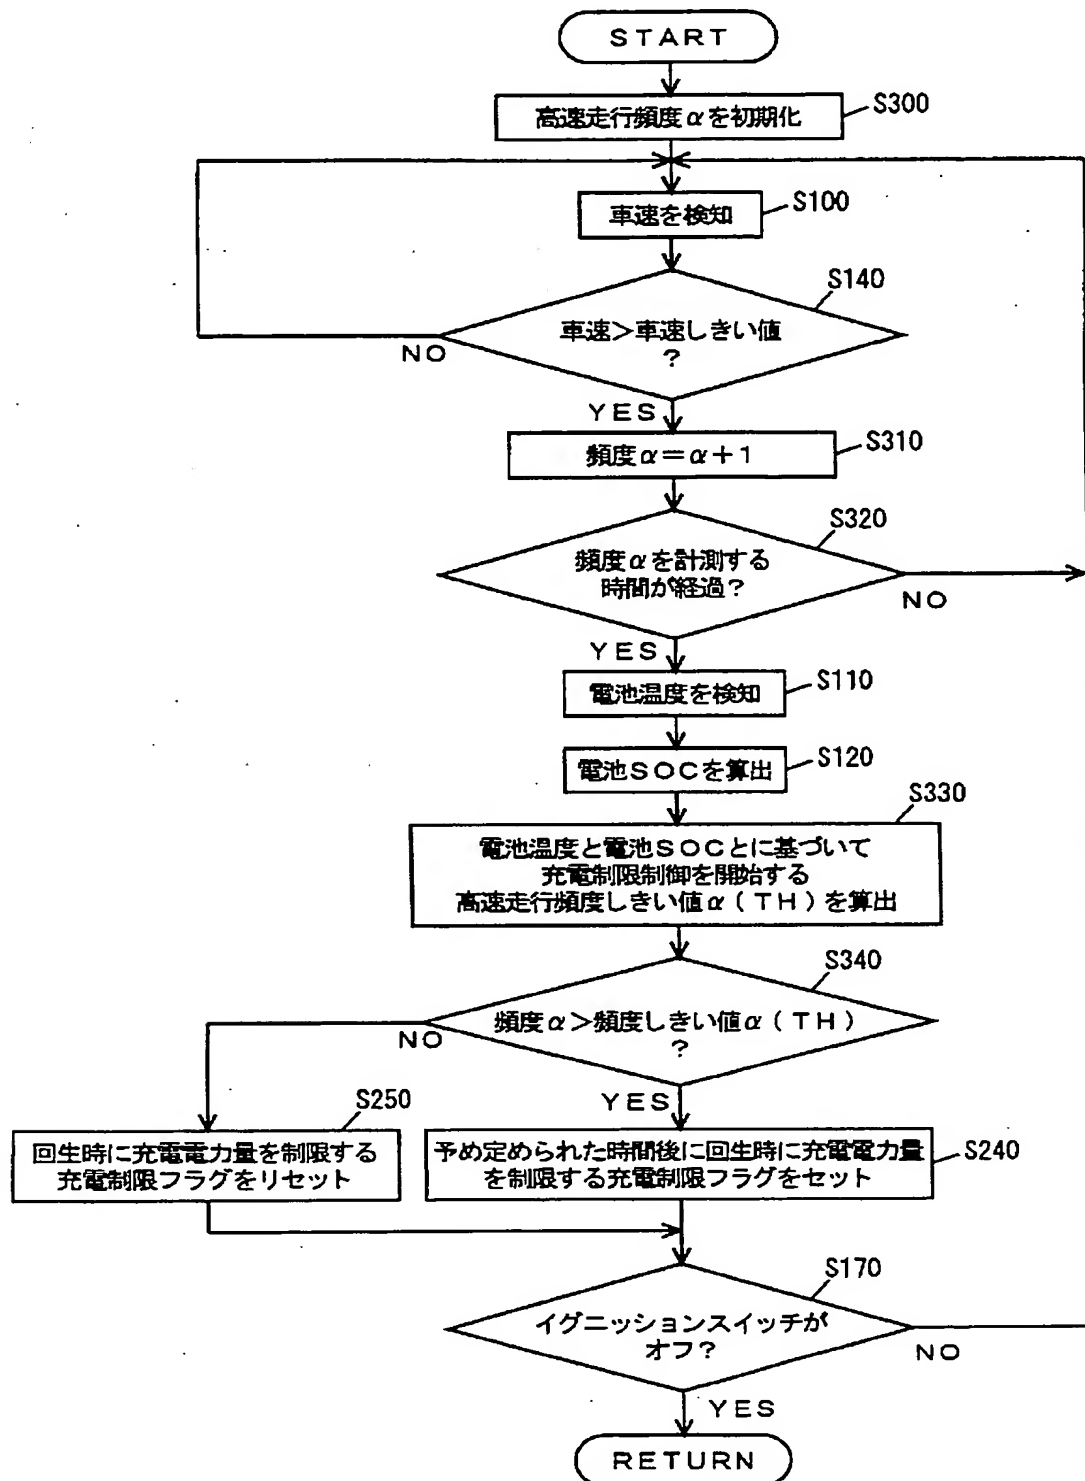 START
高速走行頻度αを初期化
S300
車速を検知
S100
S140
車速>車速しきい値
?
NO
YES
頻度α=α+1
S310
S320
頻度αを計測する
時間が経過?
NO
YES
電池温度を検知
S110
電池SOCを算出
S120
S330
電池温度と電池SOCとに基づいて
充電制限制御を開始する
高速走行頻度しきい値α(TH)を算出
S340
頻度α>頻度しきい値α(TH)
?
NO
YES
S250
回生時に充電電力量を制限する
充電制限フラグをリセット
予め定められた時間後に回生時に充電電力量
を制限する充電制限フラグをセット
S240
S170
イグニッションスイッチが
オフ?
NO
YES
RETURN